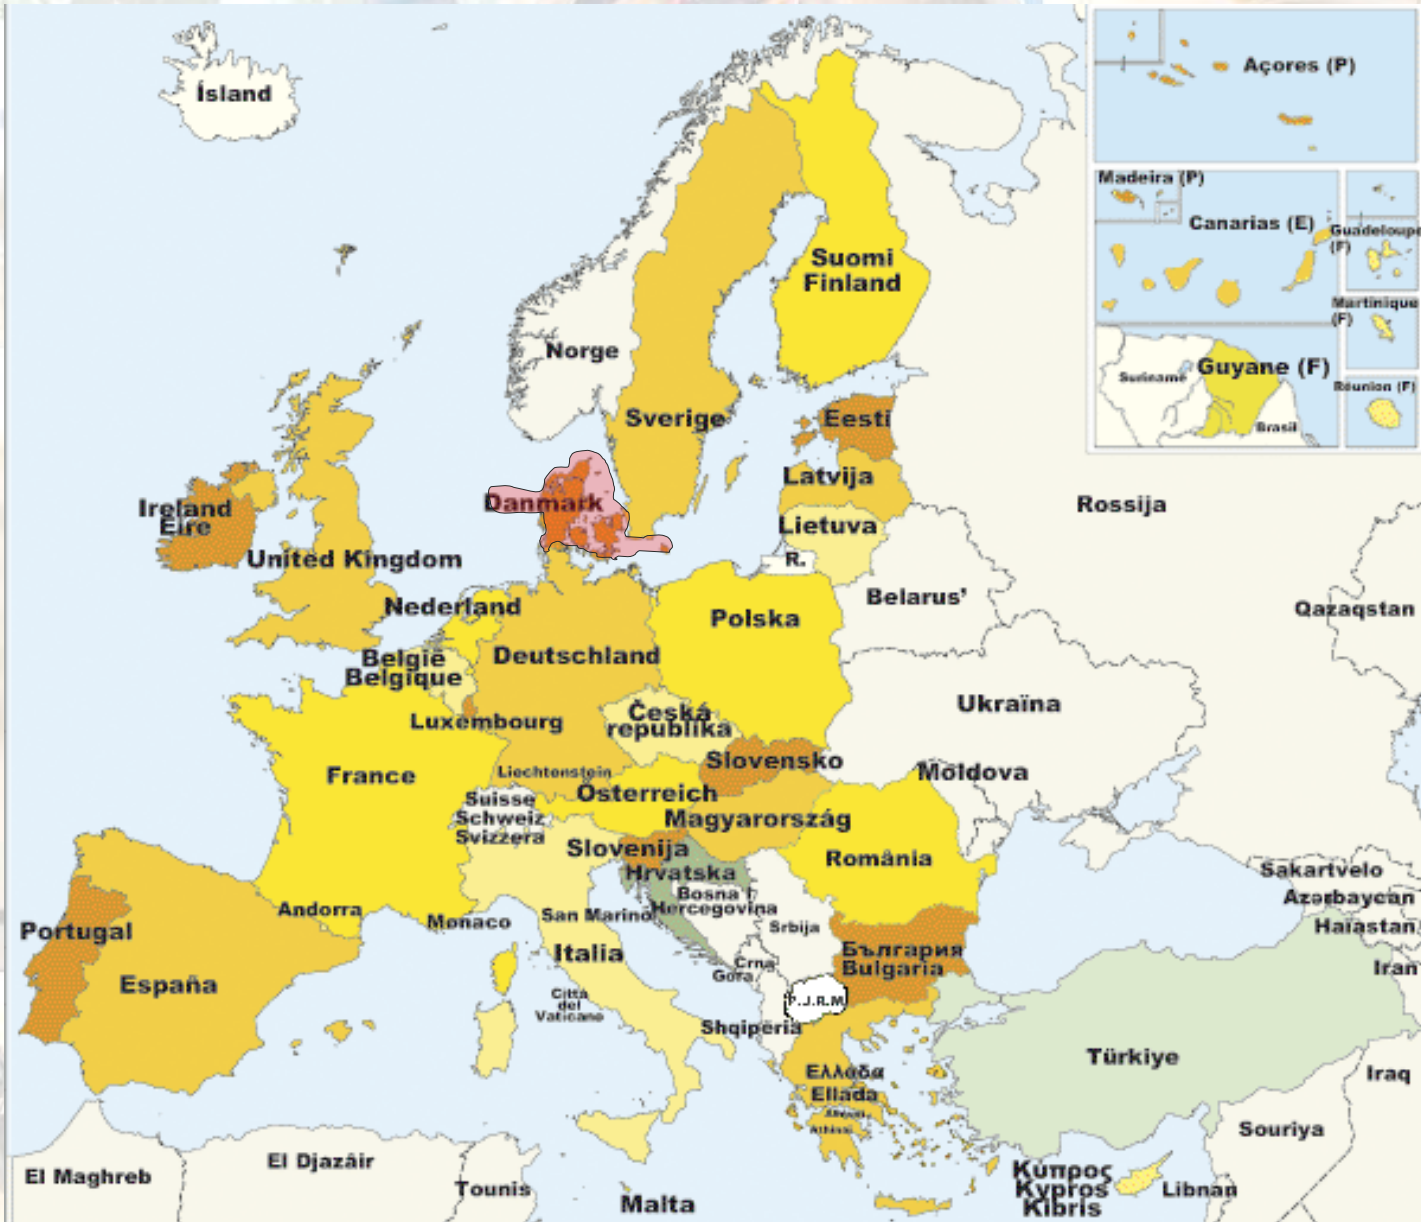 Ísland
Açores (P)
Madeira (P)
Canarias (E)
Guadeloupe
(F)
Martinique
(F)
Guyane (F)
Suriname
Brasil
Réunion (F)
Suomi
Finland
Norge
Sverige
Eesti
Latvija
Lietuva
R.
Danmark
Ireland
Eire
United Kingdom
Rossija
Belarus’
Qazaqstan
Nederland
Polska
België
Belgique
Deutschland
Luxembourg
Česká
republika
Ukraïna
France
Liechtenstein
Slovensko
Moldova
Suisse
Schweiz
Svizzera
Österreich
Magyarország
Slovenija
Hrvatska
România
Bosna i
Hercegovina
Srbija
Sakartvelo
Azərbaycan
Haïastan
Iran
Andorra
Monaco
San Marino
Portugal
España
Italia
Crna
Gora
България
Bulgaria
P.J.R.M
Città
del
Vaticano
Shqipëria
Türkiye
Iraq
Ελλάδα
Ellada
Athinai
Souriya
El Maghreb
El Djazâir
Tounis
Malta
Κύπρος
Kypros
Kibris
Libnan